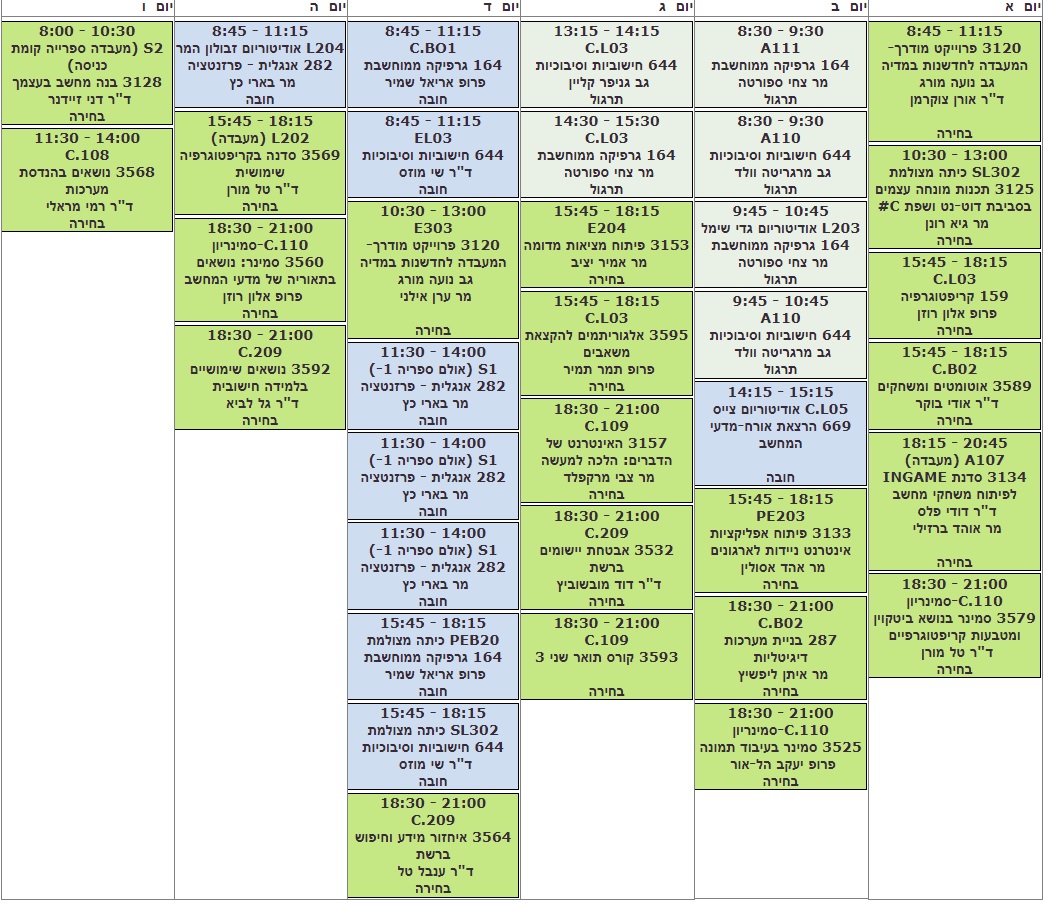 יום א
8:45 - 11:15
3120 פרוייקט מודרך-
המעבדה לחדשנות במדיה
גב נועה מורג
ד"ר אורן צוקרמן
בחירה
10:30 - 13:00
SL302 כיתה מצולמת
3125 תכנות מונחה עצמים
בסביבת דוט-נט ושפת C#
מר גיא רונן
בחירה
15:45 - 18:15
C.L03
159 קריפטוגרפיה
פרופ אלון רוזן
בחירה
15:45 - 18:15
C.B02
3589 אוטומטים ומשחקים
ד"ר אודי בוקר
בחירה
18:15 - 20:45
A107 (מעבדה)
3134 סדנת INGAME
לפיתוח משחקי מחשב
ד"ר דודי פלס
מר אוהד ברזילי
בחירה
18:30 - 21:00
C.110-סמינריון
3579 סמינר בנושא ביטקוין
ומטבעות קריפטוגרפיים
ד"ר טל מורן
בחירה
יום ב
8:30 - 9:30
A111
164 גרפיקה ממוחשבת
מר צחי ספורטה
תרגול
8:30 - 9:30
A110
644 חישוביות וסיבוכיות
גב מרגריטה וולד
תרגול
9:45 - 10:45
L203 אודיטוריום גדי שימל
164 גרפיקה ממוחשבת
מר צחי ספורטה
תרגול
9:45 - 10:45
A110
644 חישוביות וסיבוכיות
גב מרגריטה וולד
תרגול
14:15 - 15:15
C.L05 אודיטוריום צייס
669 הרצאת אורח-מדעי
המחשב
חובה
15:45 - 18:15
PE203
3133 פיתוח אפליקציות
אינטרנט ניידות לארגונים
מר אהד אסולין
בחירה
18:30 - 21:00
C.B02
287 בניית מערכות
דיגיטליות
מר איתן ליפשיץ
בחירה
18:30 - 21:00
C.110-סמינריון
3525 סמינר בעיבוד תמונה
פרופ יעקב הל-אור
בחירה
יום ג
13:15 - 14:15
C.L03
644 חישוביות וסיבוכיות
גב גניפר קליין
תרגול
14:30 - 15:30
C.L03
164 גרפיקה ממוחשבת
מר צחי ספורטה
תרגול
15:45 - 18:15
E204
3153 פיתוח מציאות מדומה
מר אמיר יציב
בחירה
15:45 - 18:15
C.L03
3595 אלגוריתמים להקצאת
משאבים
פרופ תמר תמיר
בחירה
18:30 - 21:00
C.109
3157 האינטרנט של
הדברים: הלכה למעשה
מר צבי מרקפלד
בחירה
18:30 - 21:00
C.209
3532 אבטחת יישומים
ברשת
ד"ר דוד מובשוביץ
בחירה
18:30 - 21:00
C.109
3593 קורס תואר שני 3
בחירה
יום ד
8:45 - 11:15
C.BO1
164 גרפיקה ממוחשבת
פרופ אריאל שמיר
חובה
8:45 - 11:15
EL03
644 חישוביות וסיבוכיות
ד"ר שי מוזס
חובה
10:30 - 13:00
E303
3120 פרוייקט מודרך-
המעבדה לחדשנות במדיה
גב נועה מורג
מר ערן אילני
בחירה
11:30 - 14:00
S1 (אולם ספריה 1-)
282 אנגלית - פרזנטציה
מר בארי כץ
חובה
11:30 - 14:00
S1 (אולם ספריה 1-)
282 אנגלית - פרזנטציה
מר בארי כץ
חובה
11:30 - 14:00
S1 (אולם ספריה 1-)
282 אנגלית - פרזנטציה
מר בארי כץ
חובה
15:45 - 18:15
PEB20 כיתה מצולמת
164 גרפיקה ממוחשבת
פרופ אריאל שמיר
חובה
15:45 - 18:15
SL302 כיתה מצולמת
644 חישוביות וסיבוכיות
ד"ר שי מוזס
חובה
18:30 - 21:00
C.209
3564 איחזור מידע וחיפוש
ברשת
ד"ר ענבל טל
בחירה
יום ה
8:45 - 11:15
L204 אודיטוריום זבולון המר
282 אנגלית - פרזנטציה
מר בארי כץ
חובה
15:45 - 18:15
L202 (מעבדה)
3569 סדנה בקריפטוגרפיה
שימושית
ד"ר טל מורן
בחירה
18:30 - 21:00
C.110-סמינריון
3560 סמינר: נושאים
בתאוריה של מדעי המחשב
פרופ אלון רוזן
בחירה
18:30 - 21:00
C.209
3592 נושאים שימושיים
בלמידה חישובית
ד"ר גל לביא
בחירה
יום ו
8:00 - 10:30
S2 (מעבדה ספרייה קומת
כניסה)
3128 בנה מחשב בעצמך
ד"ר דני זיידנר
בחירה
11:30 - 14:00
C.108
3568 נושאים בהנדסת
מערכות
ד"ר רמי מראלי
בחירה